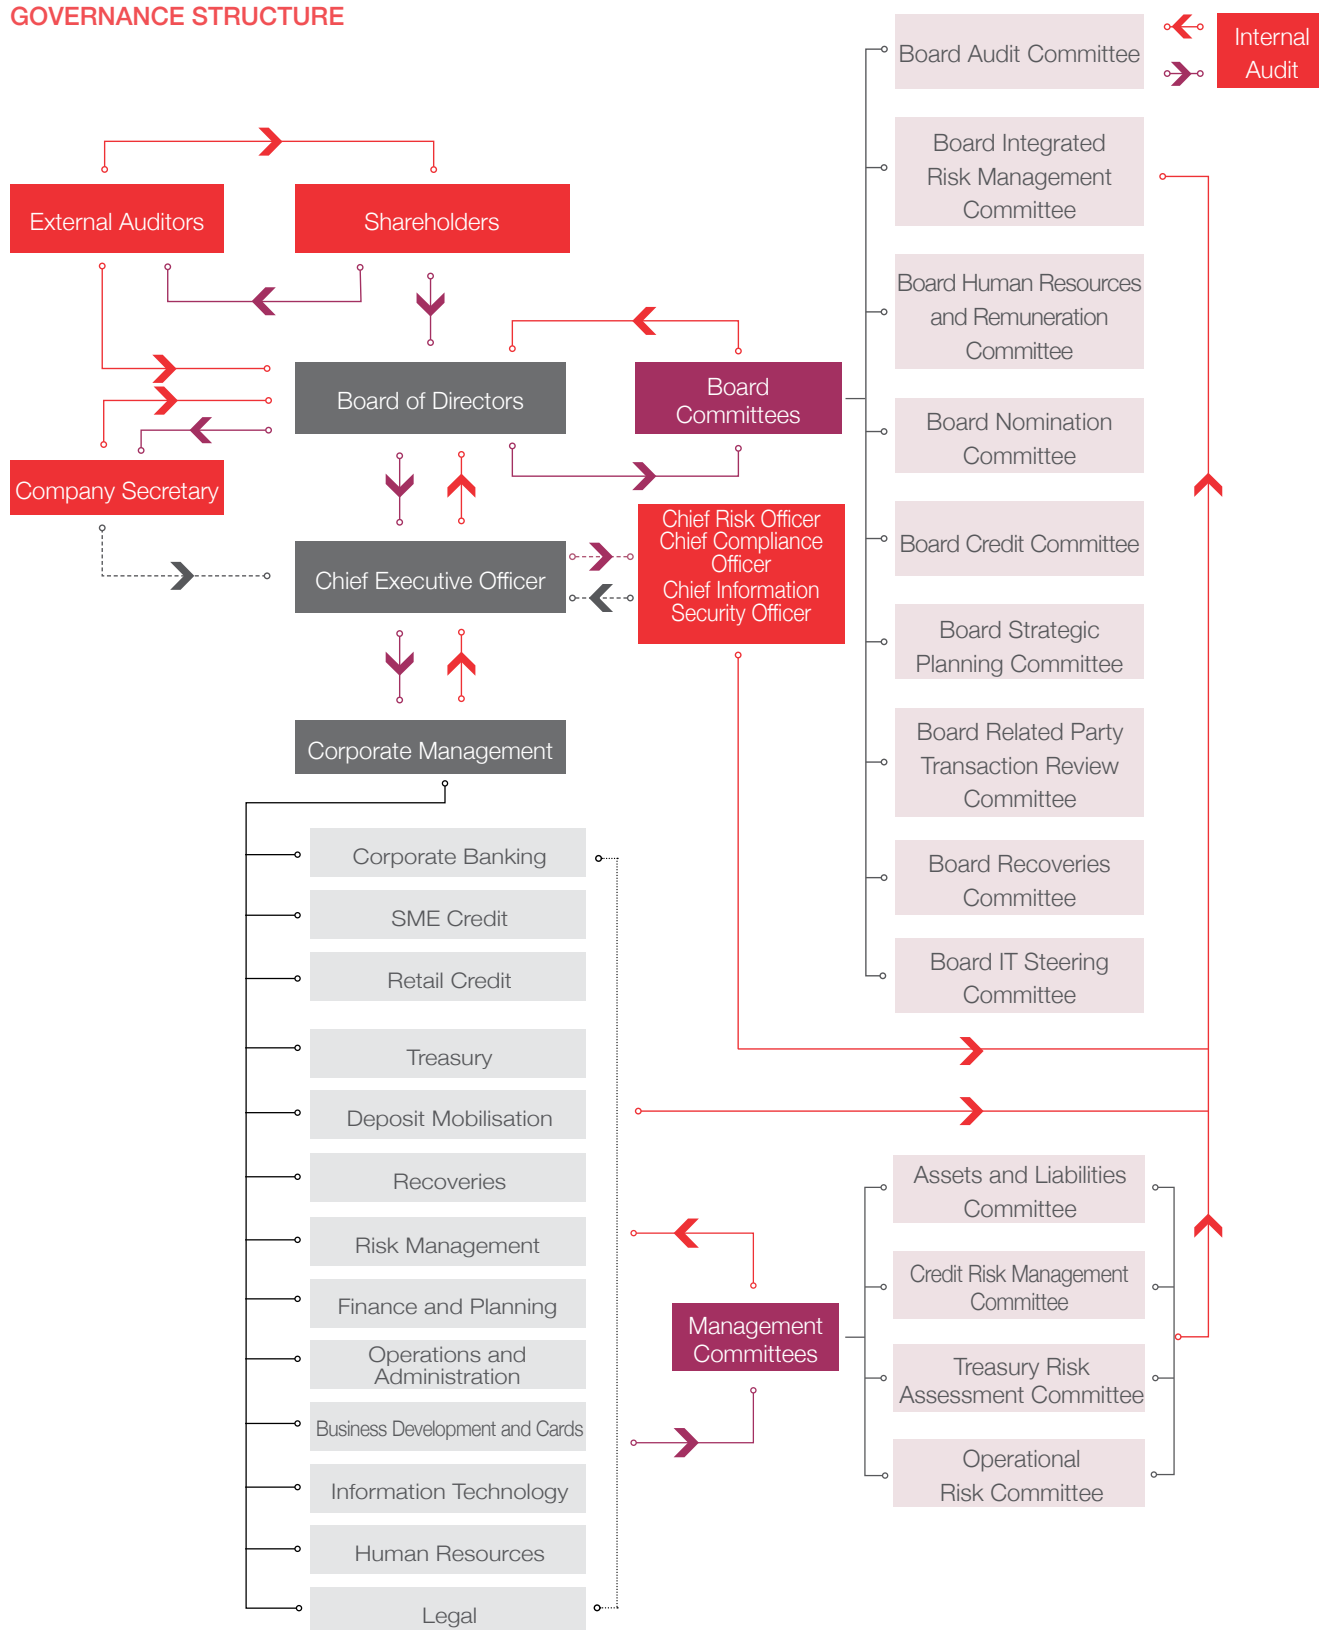 GOVERNANCE STRUCTURE
External Auditors
Shareholders
Board of Directors
Board
Committees
Company Secretary
Chief Executive Officer
Chief Risk Officer
Chief Compliance
Officer
Chief Information
Security Officer
Corporate Management
Corporate Banking
SME Credit
Retail Credit
Treasury
Deposit Mobilisation
Recoveries
Risk Management
Finance and Planning
Operations and
Administration
Business Development and Cards
Information Technology
Human Resources
Legal
Board Audit Committee
Internal
Audit
Board Integrated
Risk Management
Committee
Board Human Resources
and Remuneration
Committee
Board Nomination
Committee
Board Credit Committee
Board Strategic
Planning Committee
Board Related Party
Transaction Review
Committee
Board Recoveries
Committee
Board IT Steering
Committee
Management
Committees
Assets and Liabilities
Committee
Credit Risk Management
Committee
Treasury Risk
Assessment Committee
Operational
Risk Committee